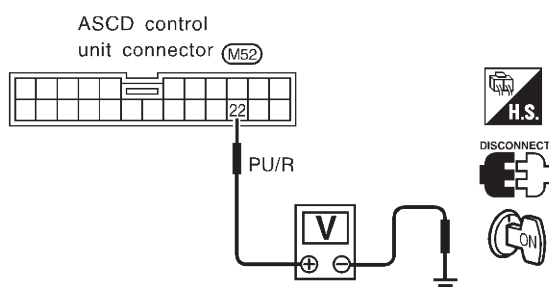 ASCD control
unit connector M52
22
H.S.
PU/R
DISCONNECT
V
ON
+ −